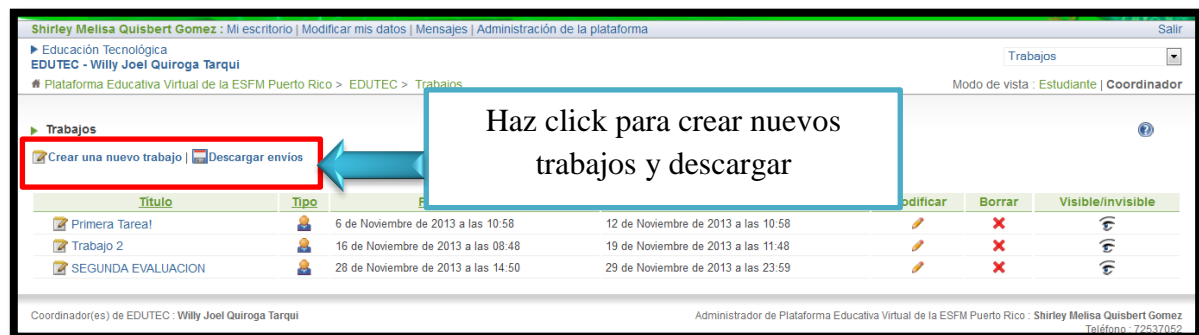 Shirley Melisa Quisbert Gomez : Mi escritorio | Modificar mis datos | Mensajes | Administración de la plataforma Salir
Educación Tecnológica
EDUTEC - Willy Joel Quiroga Tarqui
Trabajos
Plataforma Educativa Virtual de la ESFM Puerto Rico > EDUTEC > Trabajos
Modo de vista : Estudiante | Coordinador
Haz click para crear nuevos
trabajos y descargar
Trabajos
Crear una nuevo trabajo | Descargar envíos
Título Tipo Borrar Visible/invisible
Primera Tarea! 6 de Noviembre de 2013 a las 10:58 12 de Noviembre de 2013 a las 10:58
Trabajo 2 16 de Noviembre de 2013 a las 08:48 19 de Noviembre de 2013 a las 11:48
SEGUNDA EVALUACION 28 de Noviembre de 2013 a las 14:50 29 de Noviembre de 2013 a las 23:59
Coordinador(es) de EDUTEC : Willy Joel Quiroga Tarqui Administrador de Plataforma Educativa Virtual de la ESFM Puerto Rico : Shirley Melisa Quisbert Gomez
Teléfono : 72537052